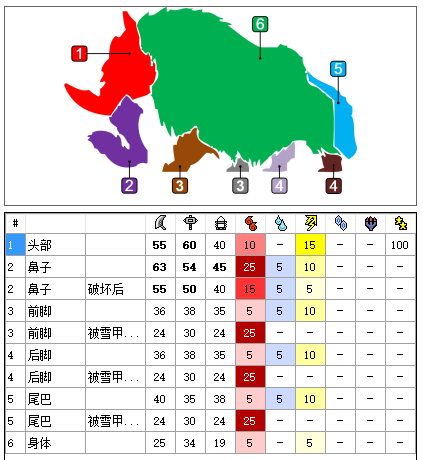 6
1
5
2
3
3
4
4
#
1 头部 55 60 40 10 – 15 – – 100
2 鼻子 63 54 45 25 5 10 – – –
2 鼻子 破坏后 55 50 40 15 5 5 – – –
3 前脚 36 38 35 5 5 10 – – –
3 前脚 被雪甲... 24 30 24 25 – – – – –
4 后脚 36 38 35 5 5 10 – – –
4 后脚 被雪甲... 24 30 24 25 – – – – –
5 尾巴 40 35 38 5 5 10 – – –
5 尾巴 被雪甲... 24 30 24 25 – – – – –
6 身体 25 34 19 5 – 5 – – –